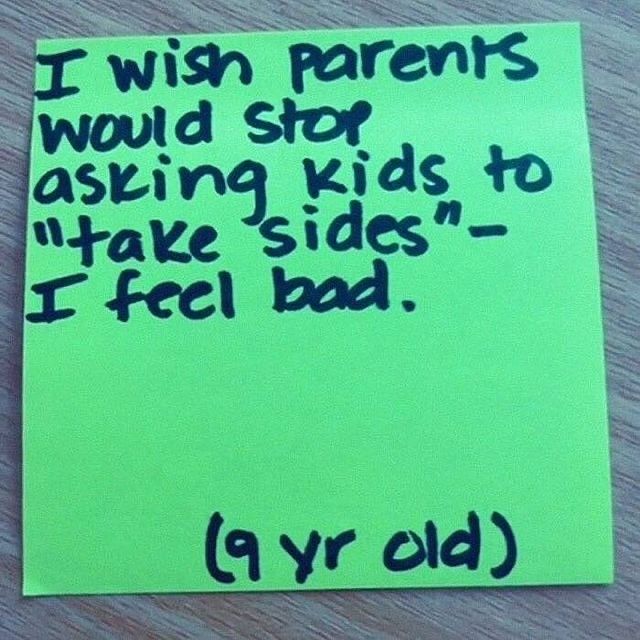 I wish parents
would stop
asking kids to
"take sides"-
I feel bad.
(9 yr old)